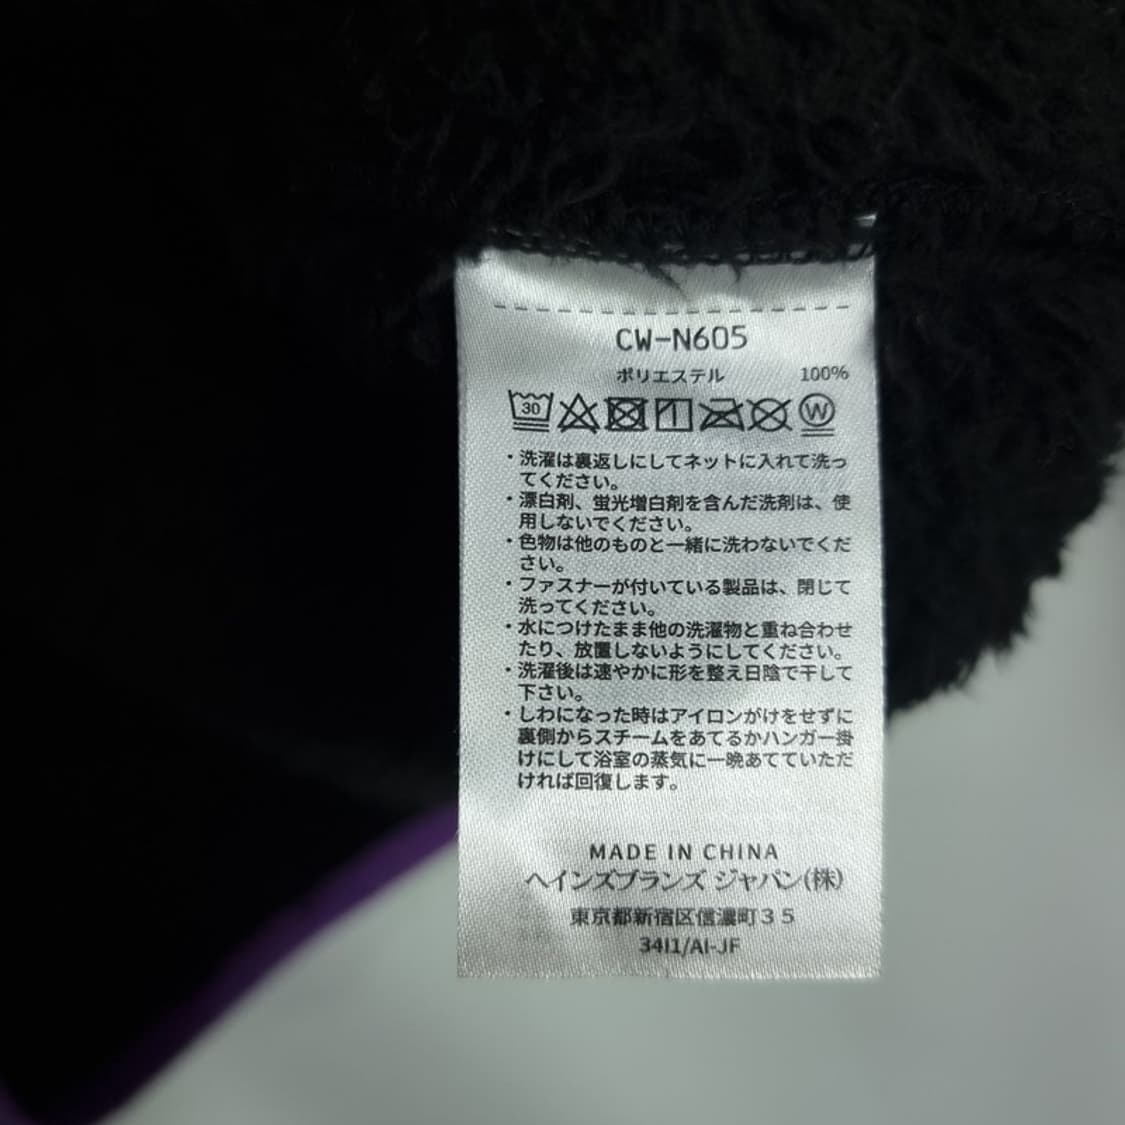 CW-N605
ポリエステル 100%
30 W
・洗濯は裏返しにしてネットに入れて洗っ
てください。
・漂白剤、蛍光増白剤を含んだ洗剤は、使
用しないでください。
・色物は他のものと一緒に洗わないでくだ
さい。
・ファスナーが付いている製品は、閉じて
洗ってください。
・水につけたまま他の洗濯物と重ね合わせ
たり、放置しないようにしてください。
・洗濯後は速やかに形を整え日陰で干して
下さい。
・しわになった時はアイロンがけをせずに
裏側からスチームをあてるかハンガー掛
けにして浴室の蒸気に一晩あてていただ
ければ回復します。
MADE IN CHINA
ヘインズブランズ ジャパン(株)
東京都新宿区信濃町35
34I1/AI-JF